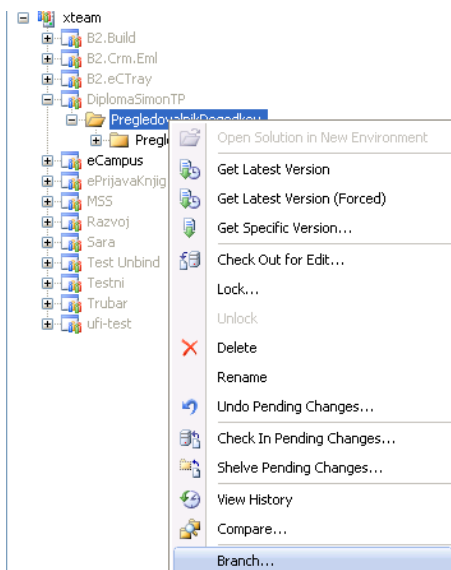 xteam
B2.Build
B2.Crm.Eml
B2.eCTray
DiplomaSimonTP
PregledovalnikDogodkov
Pregl
eCampus
ePrijavaKnjig
MSS
Razvoj
Sara
Test Unbind
Testni
Trubar
ufi-test
Open Solution in New Environment
Get Latest Version
Get Latest Version (Forced)
Get Specific Version...
Check Out for Edit...
Lock...
Unlock
Delete
Rename
Undo Pending Changes...
Check In Pending Changes...
Shelve Pending Changes...
View History
Compare...
Branch...